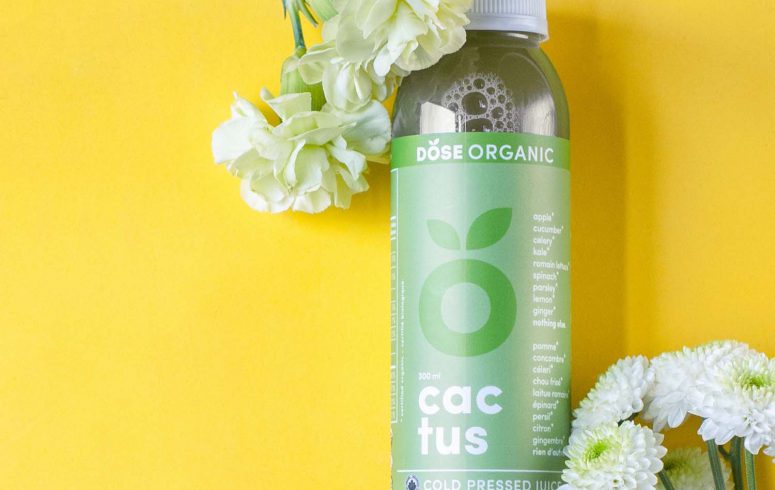 DOSE ORGANIC
apple*
cucumber*
celery*
kale*
romain lettuce*
spinach*
parsley*
lemon*
ginger*
nothing else.
pomme*
concombre*
céleri*
chou frisé*
laitue romaine*
épinard*
persil*
citron*
gingembre*
rien d'autre
300 ml
cac
tus
COLD PRESSED JUICE